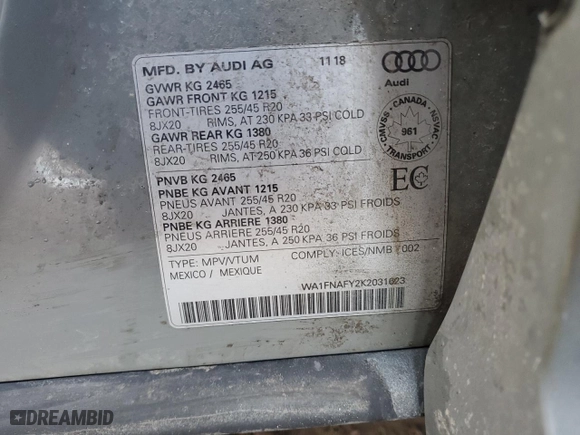 MFD. BY AUDI AG 11 18
Audi
GVWR KG 2465
GAWR FRONT KG 1215
FRONT-TIRES 255/45 R20
8JX20 RIMS, AT 230 KPA 33 PSI COLD
GAWR REAR KG 1380
REAR-TIRES 255/45 R20
8JX20 RIMS, AT 250 KPA 36 PSI COLD
CMVSS - CANADA - NSVAC
961
TRANSPORT
PNVB KG 2465
PNBE KG AVANT 1215
PNEUS AVANT 255/45 R20
8JX20 JANTES, A 230 KPA 33 PSI FROIDS
PNBE KG ARRIERE 1380
PNEUS ARRIERE 255/45 R20
8JX20 JANTES, A 250 KPA 36 PSI FROIDS
EC
TYPE: MPV/VTUM COMPLY-ICES/NMB 002
MEXICO / MEXIQUE
WA1FNAFY2K2031623
DREAMBID